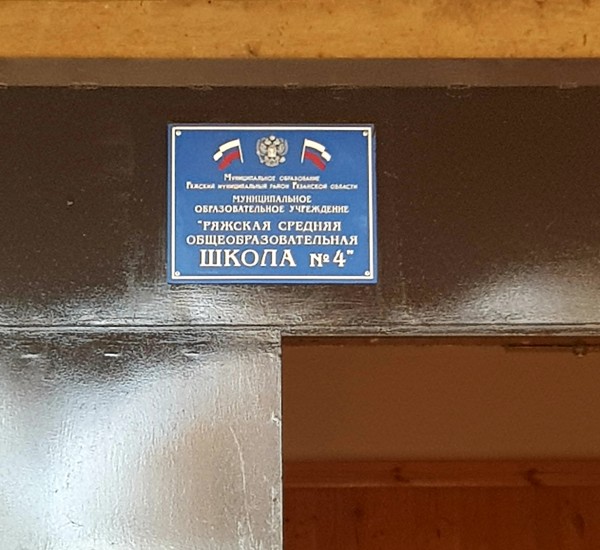 Муниципальное образование
Ряжский муниципальный район Рязанской области
МУНИЦИПАЛЬНОЕ
ОБРАЗОВАТЕЛЬНОЕ УЧРЕЖДЕНИЕ
"РЯЖСКАЯ СРЕДНЯЯ
ОБЩЕОБРАЗОВАТЕЛЬНАЯ
ШКОЛА №4"